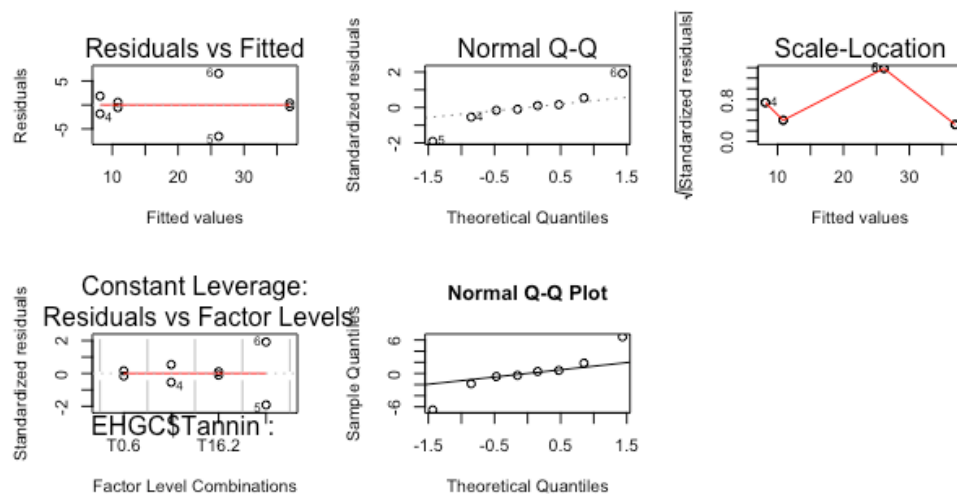 Residuals vs Fitted
Residuals
5
-5
6
4
5
10 20 30
Fitted values
Normal Q-Q
Standardized residuals
2
0
-2
6
4
5
-1.5 -0.5 0.5 1.5
Theoretical Quantiles
Scale-Location
√|Standardized residuals|
0.8
0.0
4
10 20 30
Fitted values
Constant Leverage:
Residuals vs Factor Levels
Standardized residuals
2
0
-2
6
4
5
EHGC$Tannin :
T0.6 T16.2
Factor Level Combinations
Normal Q-Q Plot
Sample Quantiles
6
-6
-1.5 -0.5 0.5 1.5
Theoretical Quantiles